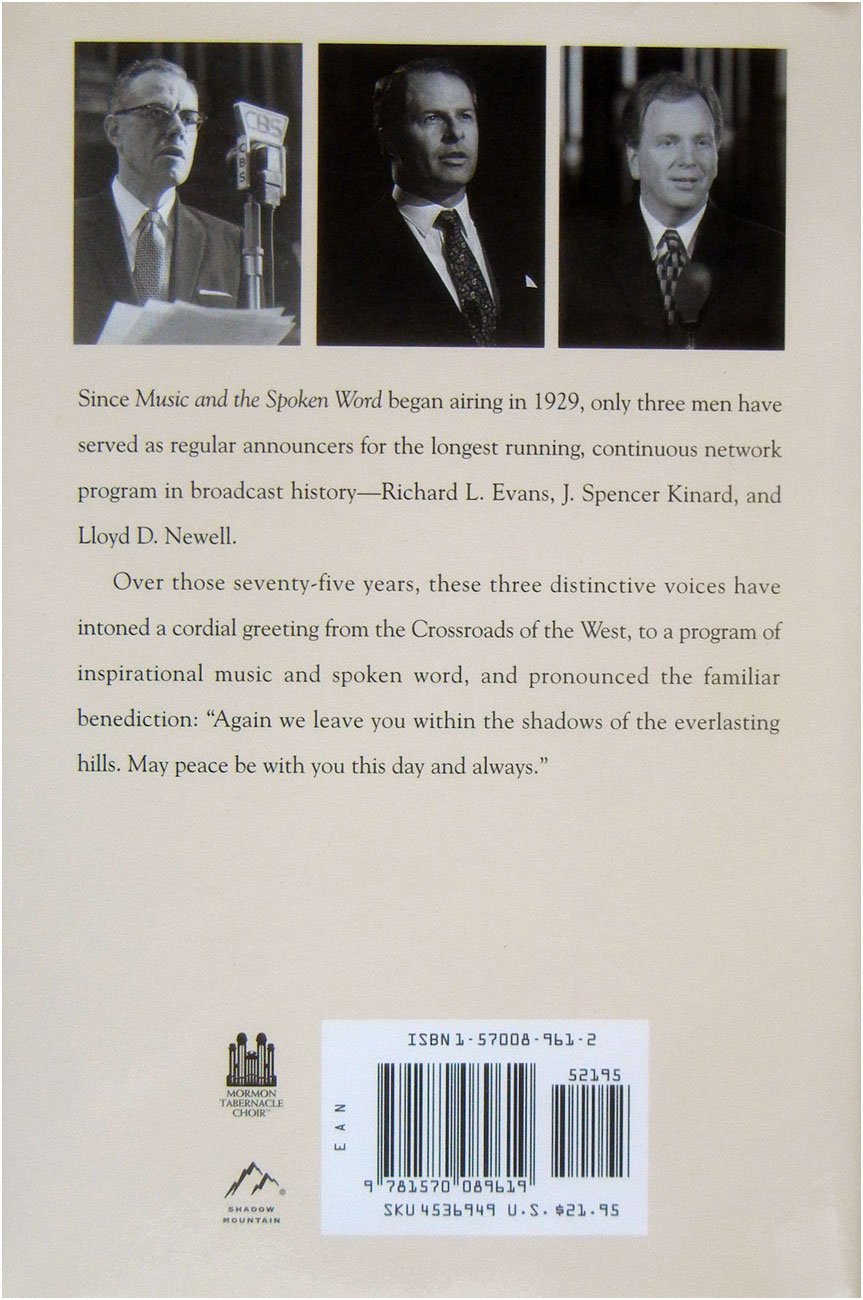 CBS
C
B
S
Since Music and the Spoken Word began airing in 1929, only three men have
served as regular announcers for the longest running, continuous network
program in broadcast history—Richard L. Evans, J. Spencer Kinard, and
Lloyd D. Newell.
Over those seventy-five years, these three distinctive voices have
intoned a cordial greeting from the Crossroads of the West, to a program of
inspirational music and spoken word, and pronounced the familiar
benediction: “Again we leave you within the shadows of the everlasting
hills. May peace be with you this day and always.”
MORMON
TABERNACLE
CHOIR™
SHADOW
MOUNTAIN
®
ISBN 1-57008-961-2
52195
EAN
9 781570 089619
SKU 4536949 U.S. $21.95